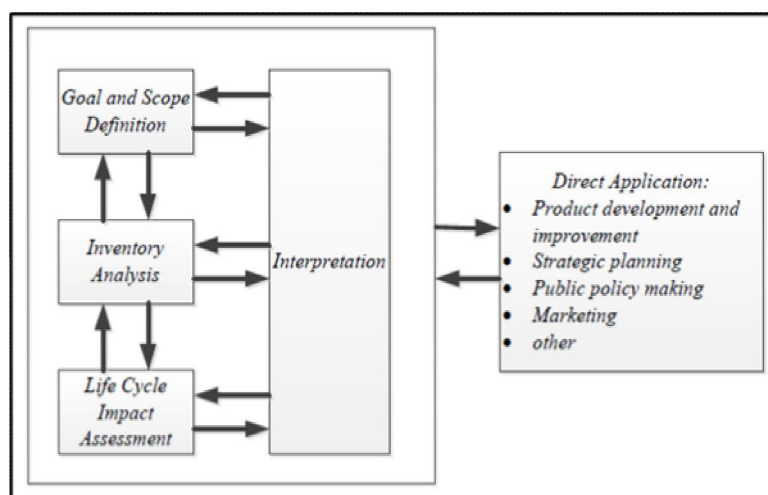 Goal and Scope
Definition
Inventory
Analysis
Life Cycle
Impact
Assessment
Interpretation
Direct Application:
• Product development and
improvement
• Strategic planning
• Public policy making
• Marketing
• other